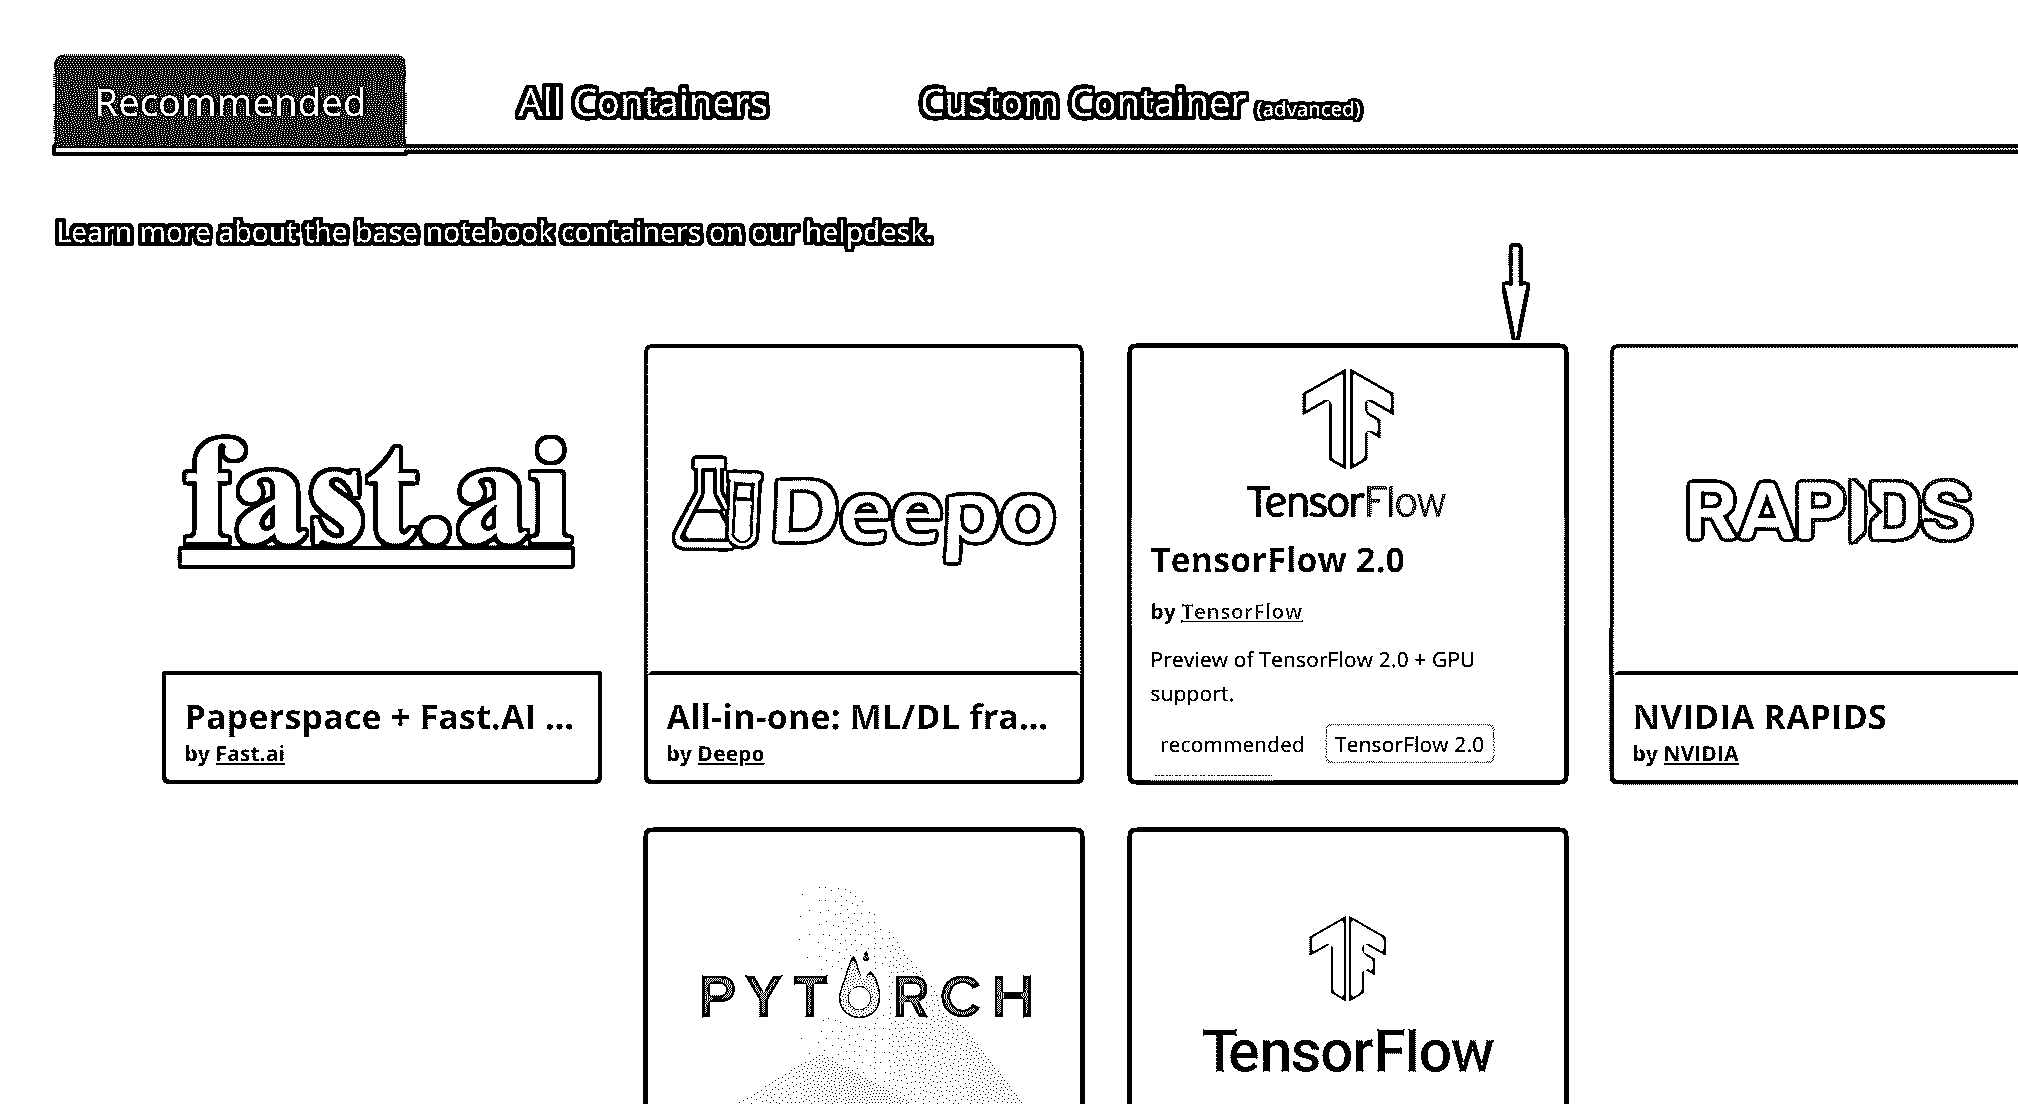 Recommended
All Containers
Custom Container (advanced)
Learn more about the base notebook containers on our helpdesk.
fast.ai
Paperspace + Fast.AI ...
by Fast.ai
Deepo
All-in-one: ML/DL fra...
by Deepo
TensorFlow
TensorFlow 2.0
by TensorFlow
Preview of TensorFlow 2.0 + GPU
support.
recommended
TensorFlow 2.0
RAPIDS
NVIDIA RAPIDS
by NVIDIA
PYTORCH
TensorFlow